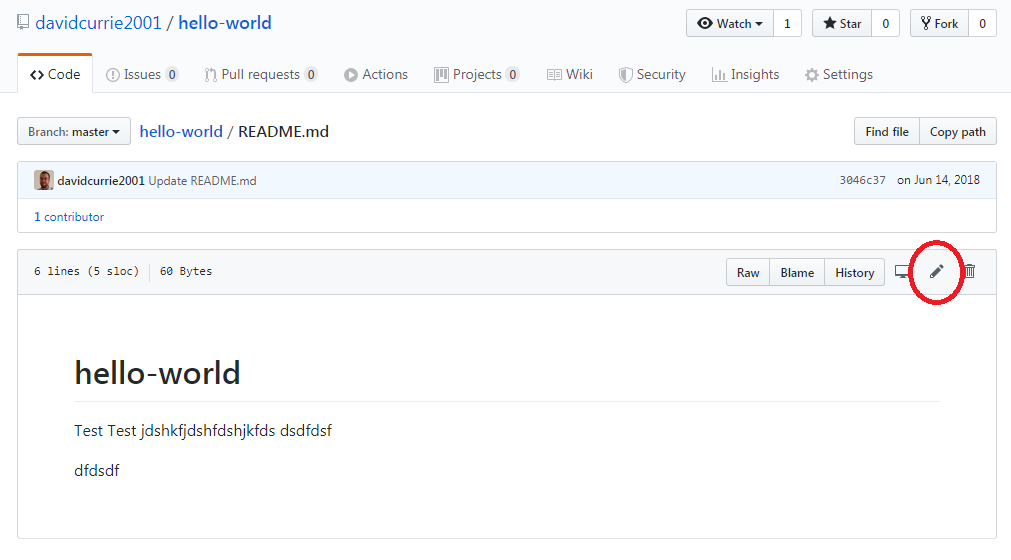 davidcurrie2001 / hello-world
Watch 1 Star 0 Fork 0
Code Issues 0 Pull requests 0 Actions Projects 0 Wiki Security Insights Settings
Branch: master hello-world / README.md Find file Copy path
davidcurrie2001 Update README.md 3046c37 on Jun 14, 2018
1 contributor
6 lines (5 sloc) 60 Bytes Raw Blame History
hello-world
Test Test jdshkfjdshfdshjkfds dsdfdsf
dfdsdf